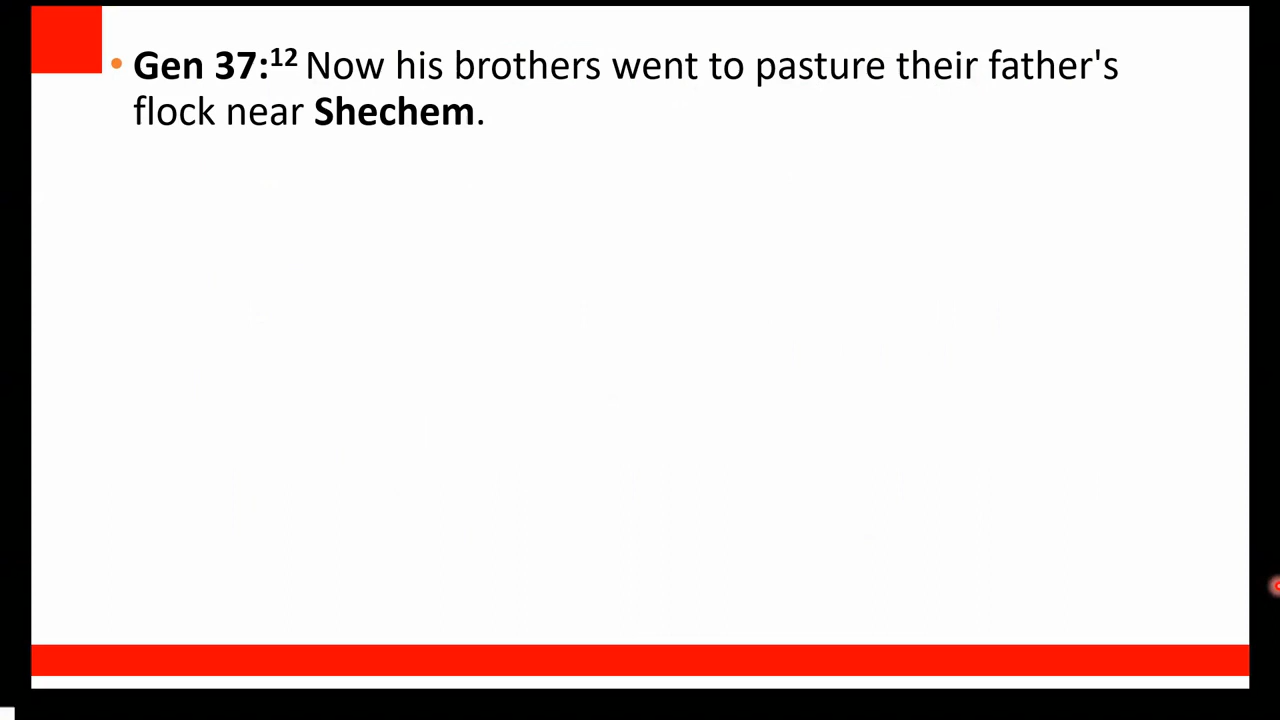 • Gen 37:12 Now his brothers went to pasture their father's
flock near Shechem.